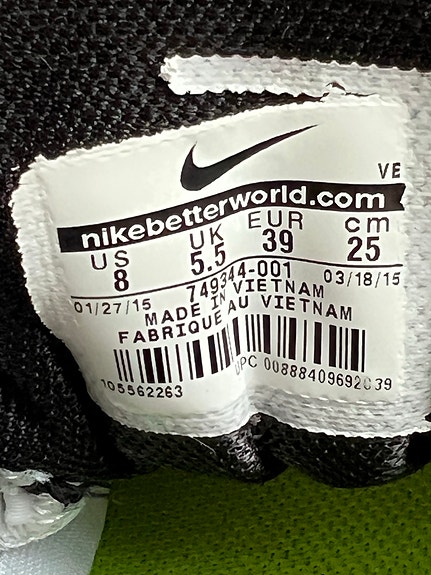 VE
nikebetterworld.com
US UK EUR cm
8 5.5 39 25
01/27/15 749344-001 03/18/15
MADE IN VIETNAM
FABRIQUE AU VIETNAM
105562263
UPC 00888409692039